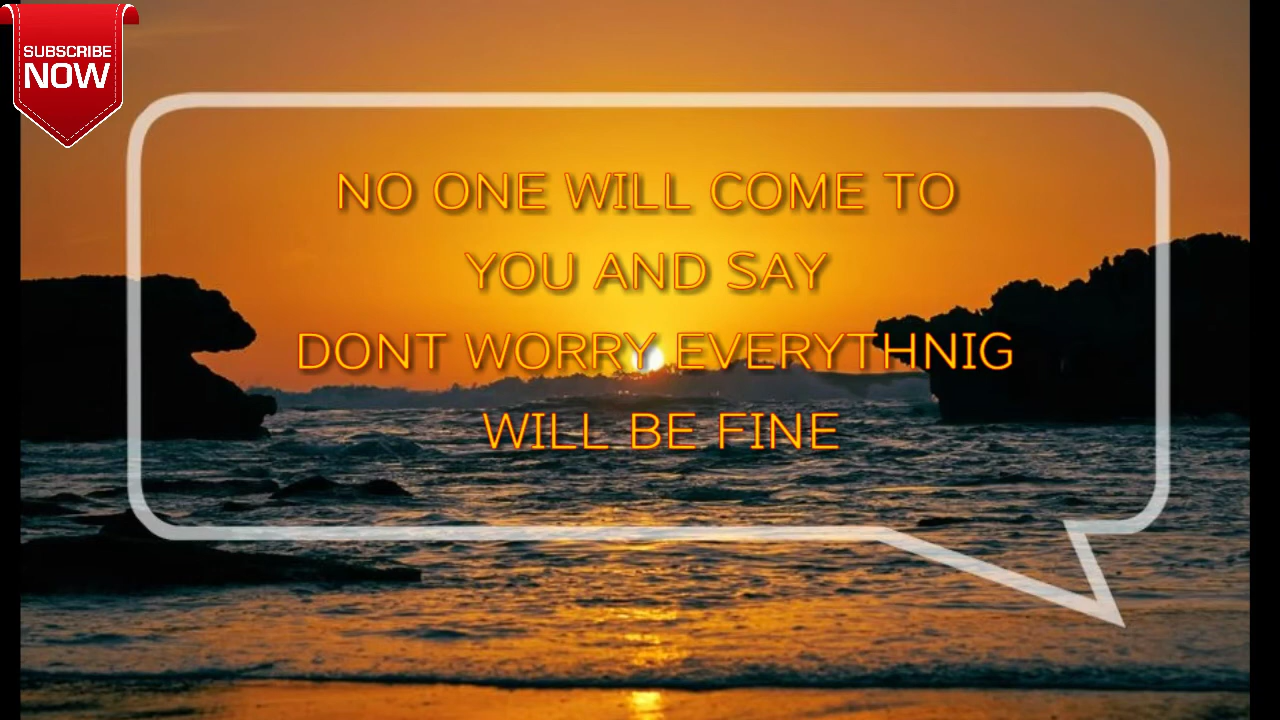 SUBSCRIBE
NOW
NO ONE WILL COME TO
YOU AND SAY
DONT WORRY EVERYTHNIG
WILL BE FINE